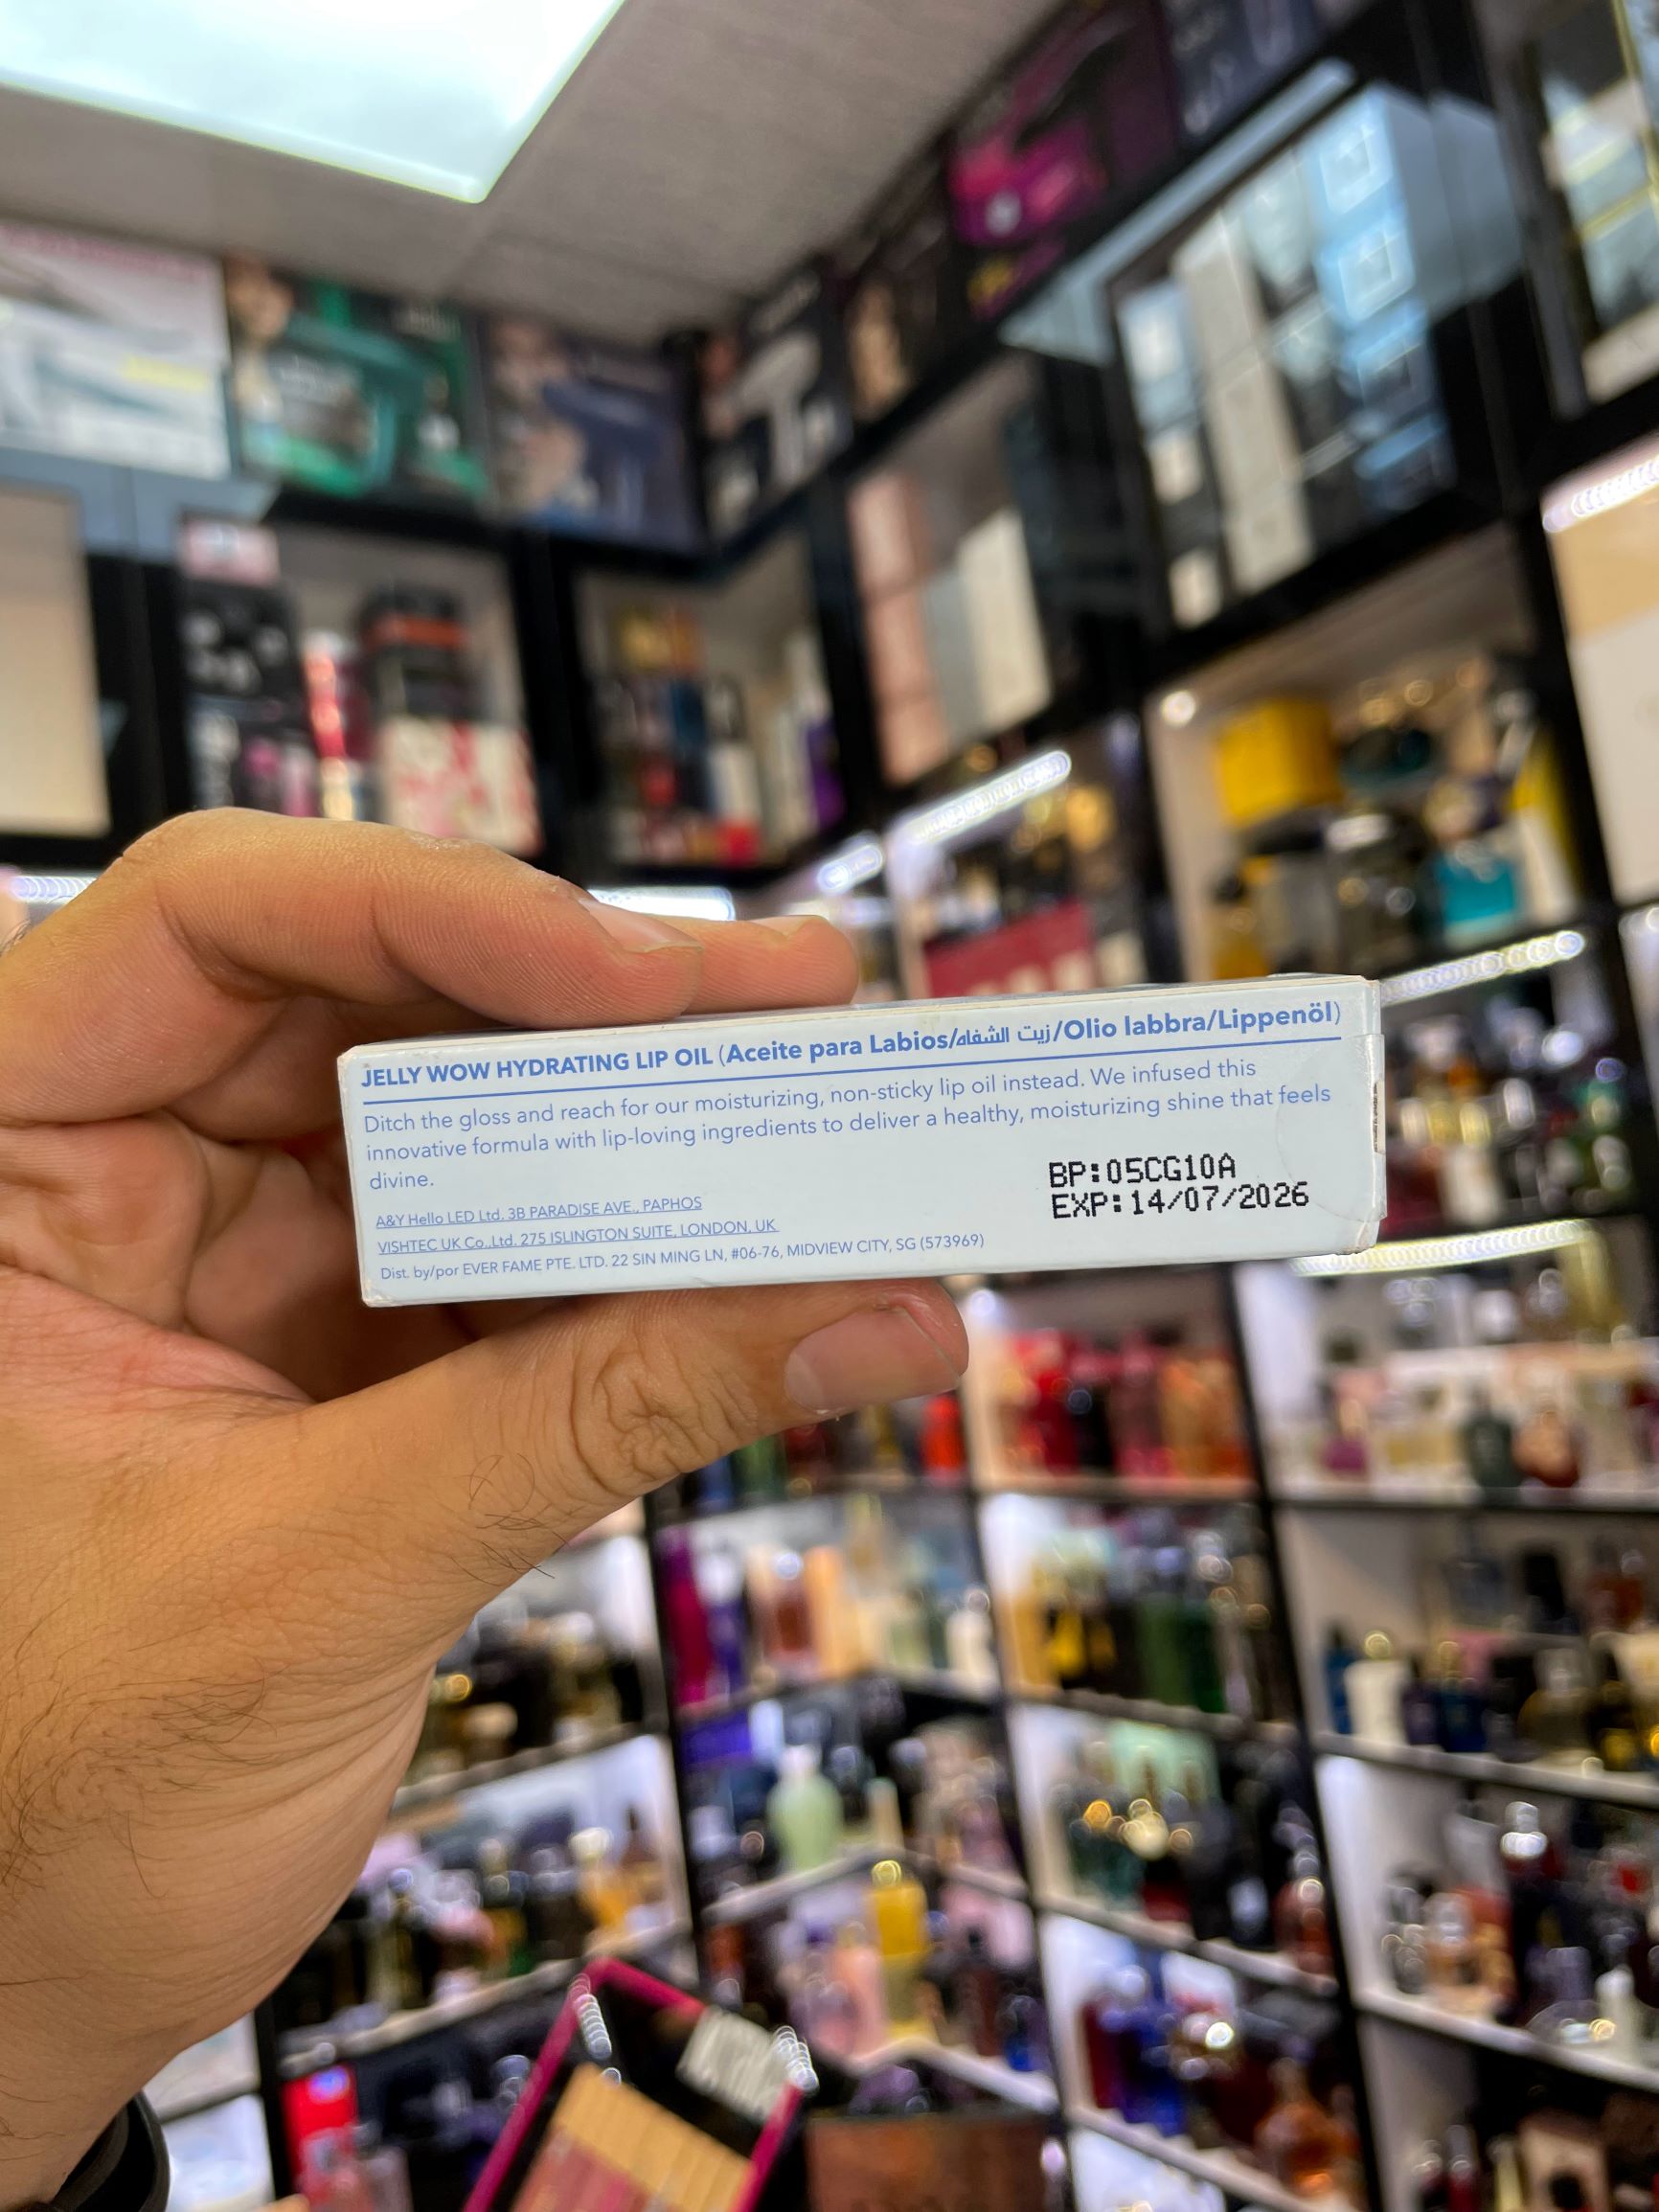 JELLY WOW HYDRATING LIP OIL (Aceite para Labios/زيت الشفاه/Olio labbra/Lippenöl)
Ditch the gloss and reach for our moisturizing, non-sticky lip oil instead. We infused this
innovative formula with lip-loving ingredients to deliver a healthy, moisturizing shine that feels
divine.
A&Y Hello LED Ltd. 3B PARADISE AVE., PAPHOS
VISHTEC UK Co.,Ltd. 275 ISLINGTON SUITE, LONDON, UK
Dist. by/por EVER FAME PTE. LTD. 22 SIN MING LN, #06-76, MIDVIEW CITY, SG (573969)
BP:05CG10A
EXP:14/07/2026